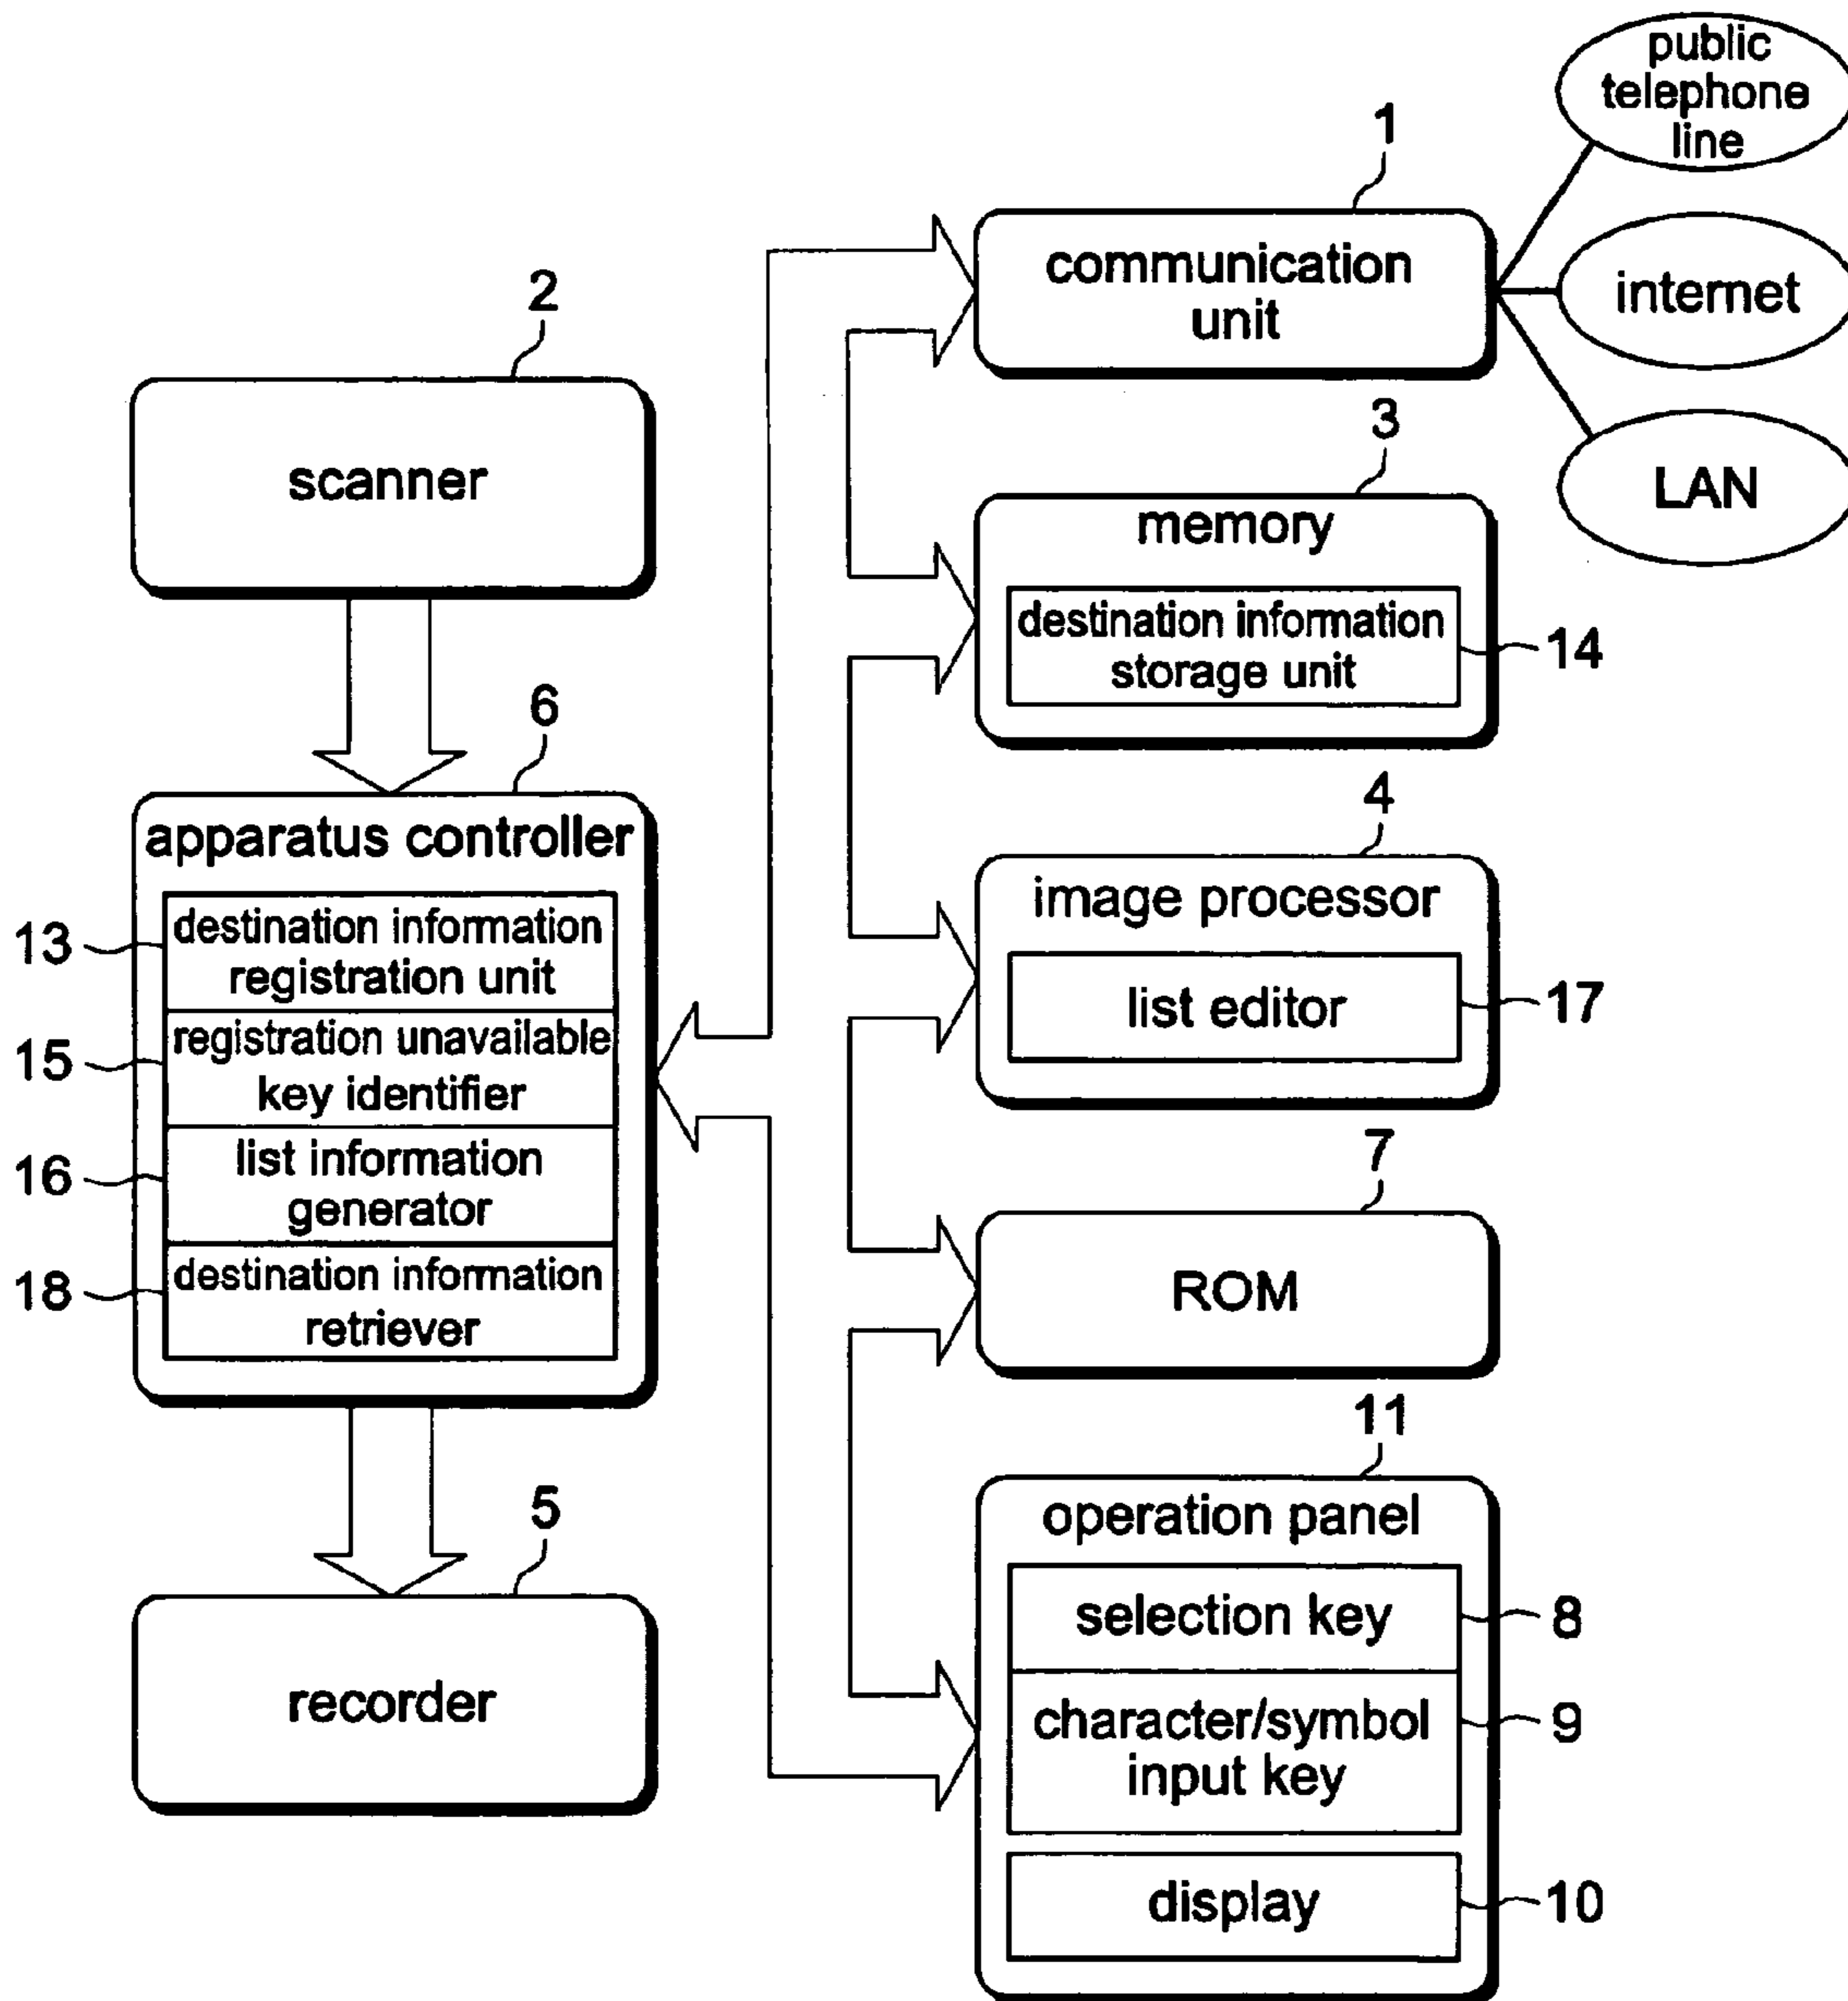 public
telephone
line
1
communication
unit
internet
2
scanner
3
LAN
memory
destination information
storage unit
14
6
apparatus controller
13
destination information
registration unit
15
registration unavailable
key identifier
16
list information
generator
18
destination information
retriever
4
image processor
list editor
17
7
ROM
5
recorder
11
operation panel
selection key
8
character/symbol
input key
9
display
10